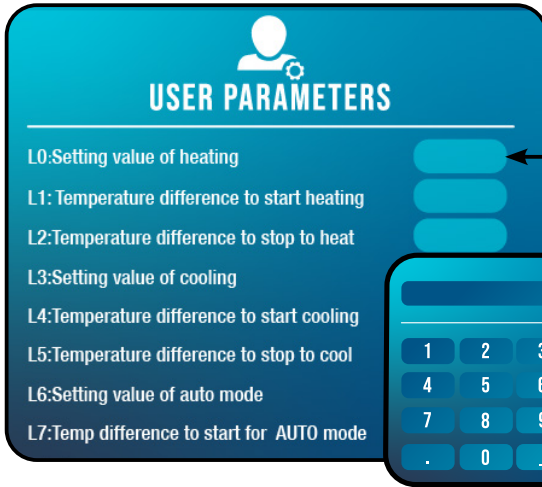 USER PARAMETERS
L0:Setting value of heating
L1: Temperature difference to start heating
L2:Temperature difference to stop to heat
L3:Setting value of cooling
L4:Temperature difference to start cooling
L5:Temperature difference to stop to cool
L6:Setting value of auto mode
L7:Temp difference to start for AUTO mode
1 2 3
4 5 6
7 8 9
. 0